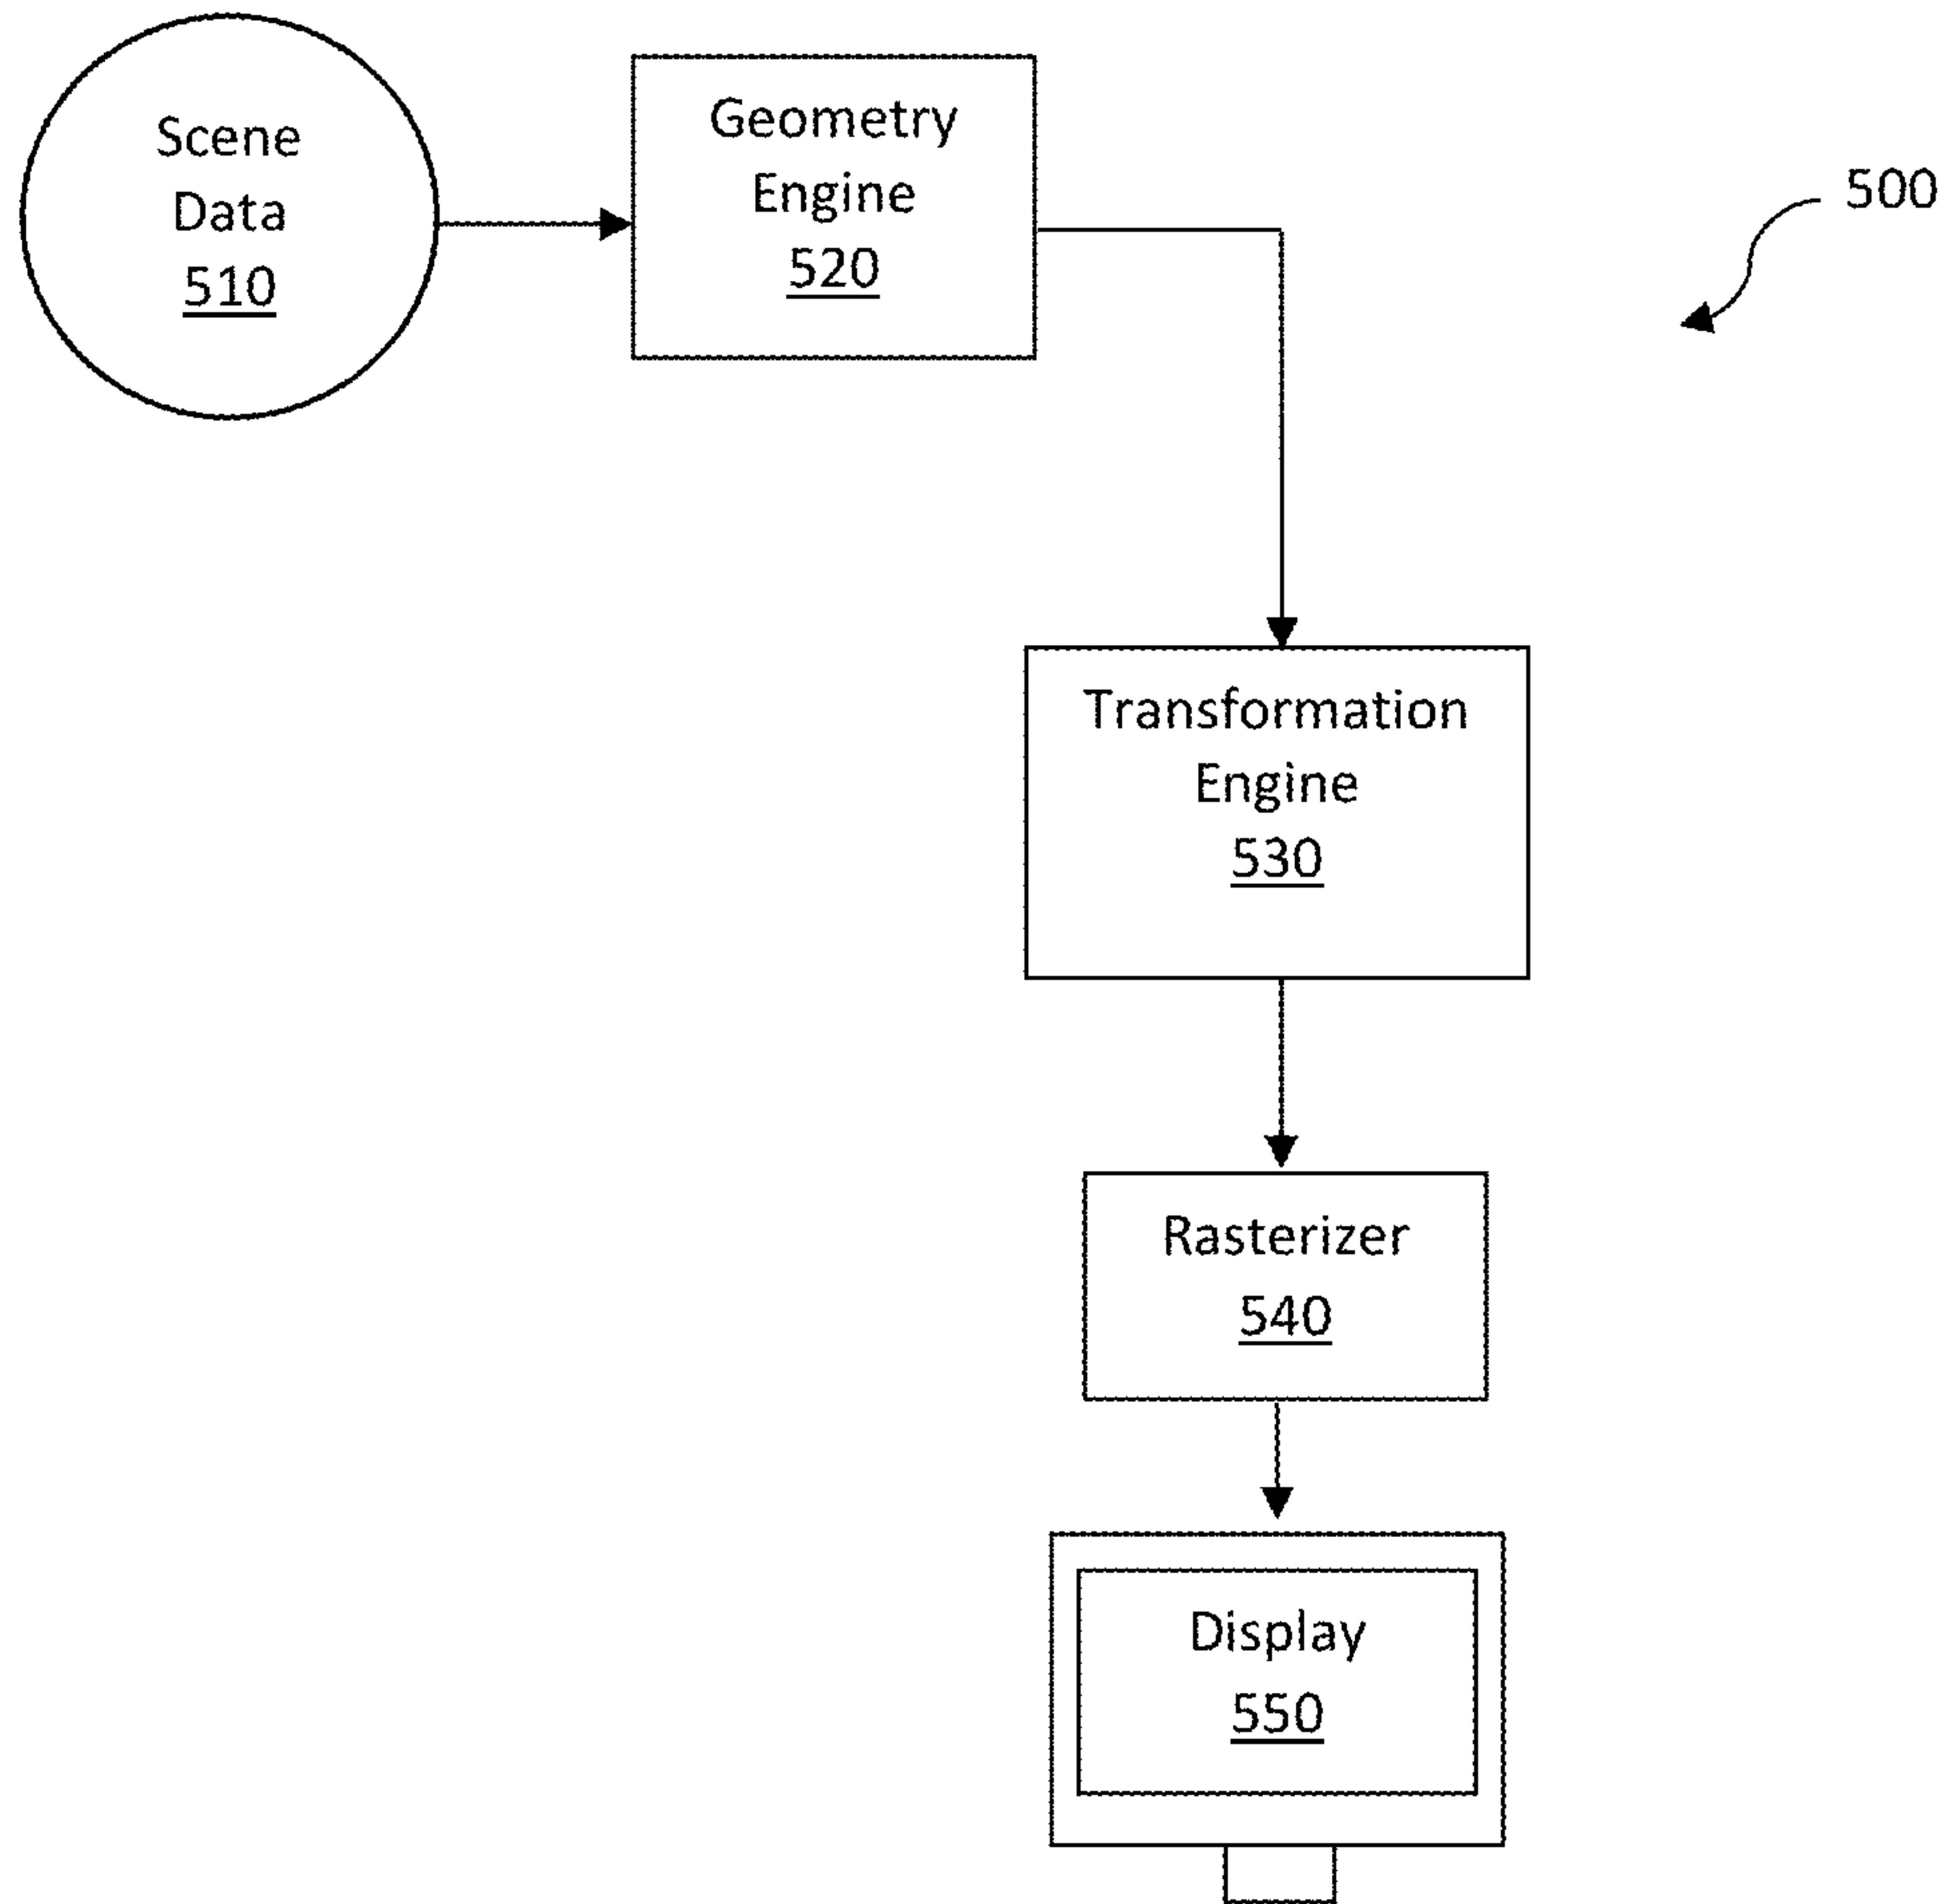 Scene
Data
510
Geometry
Engine
520
500
Transformation
Engine
530
Rasterizer
540
Display
550